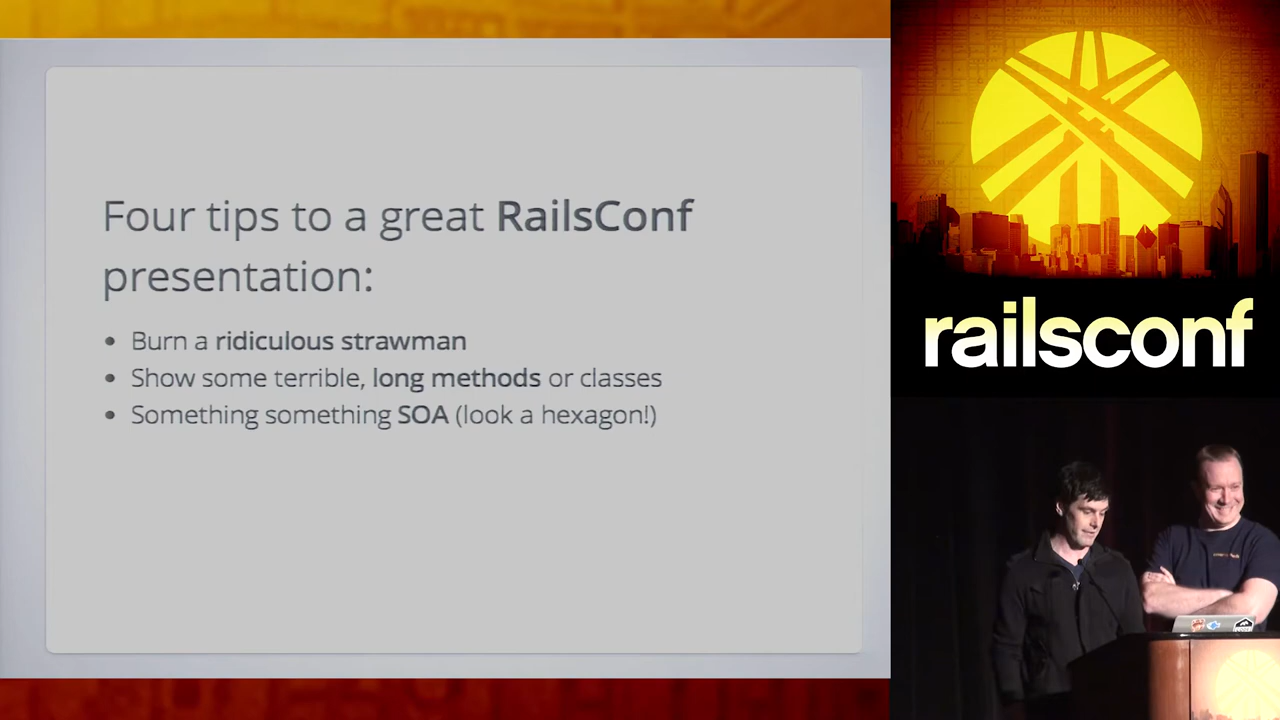 Four tips to a great RailsConf
presentation:
• Burn a ridiculous strawman
• Show some terrible, long methods or classes
• Something something SOA (look a hexagon!)
railsconf